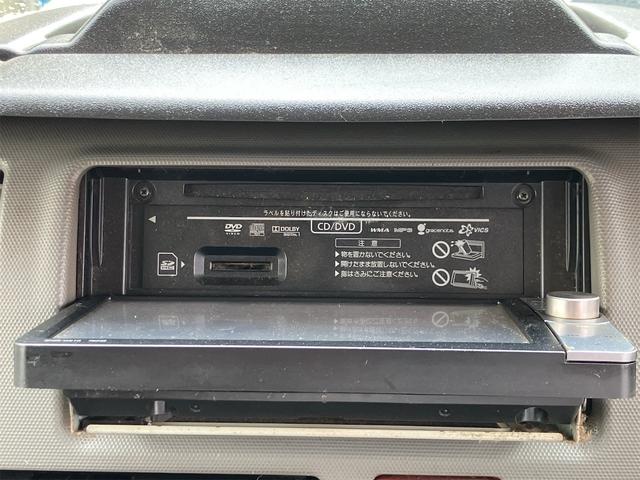 ラベルを貼り付けたディスクはご使用にならないでください。
DVD VIDEO DOLBY DIGITAL CD/DVD WMA MP3 gracenote VICS
注 意
▶物を置かないでください。
▶開けたまま放置しないでください。
▶指はさみにご注意ください。
SD